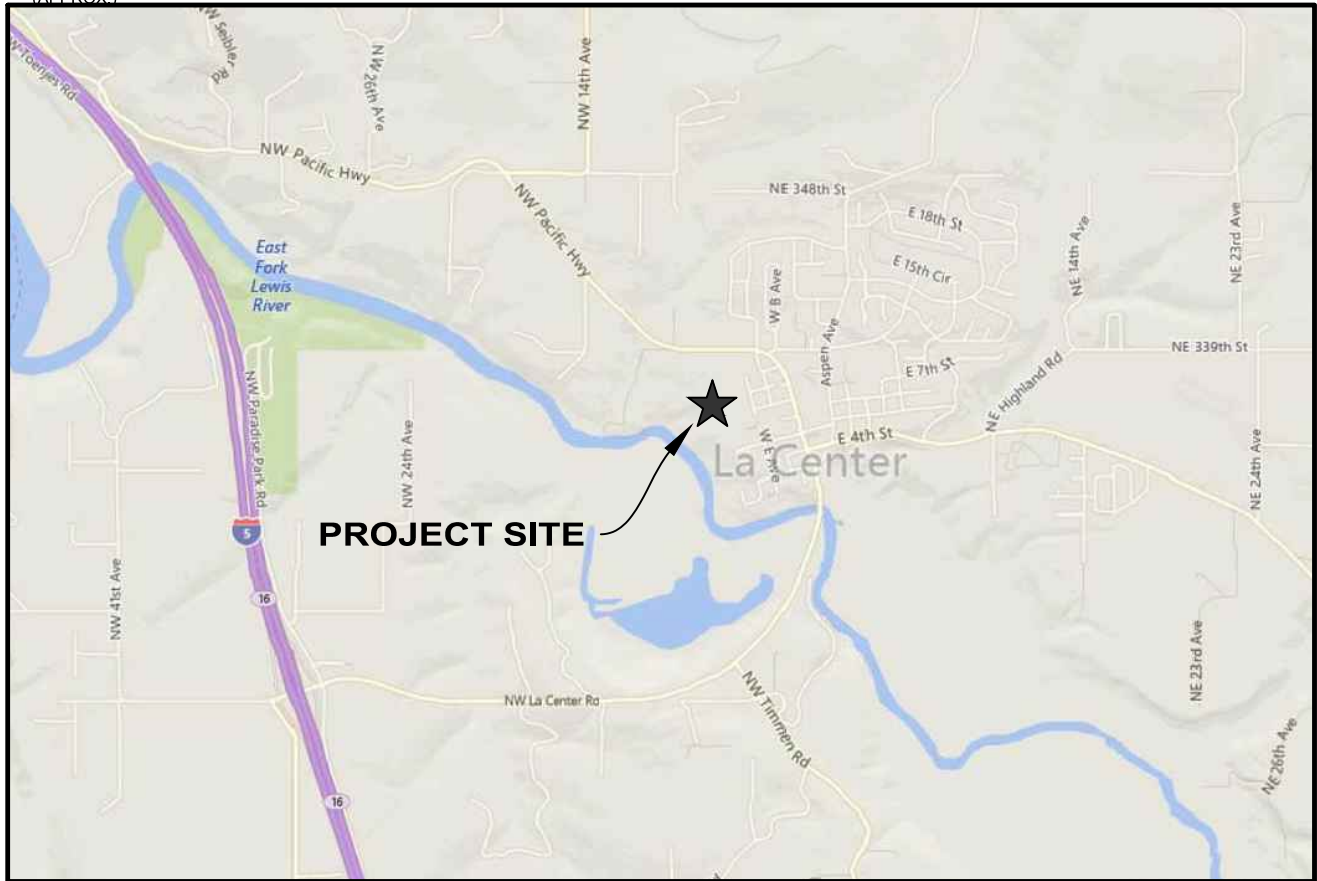 (APPROX.)
NW Toenjes Rd
NW Seibler
Rd
NW 26th Ave
NW 14th Ave
NW Pacific Hwy
NW Pacific Hwy
NE 348th St
E 18th St
E 15th Cir
NE 14th Ave
NE 23rd Ave
East
Fork
Lewis
River
W B Ave
Aspen Ave
E 7th St
NE Highland Rd
NE 339th St
NW Paradise Park Rd
NW 24th Ave
W E Ave
E 4th St
La Center
NE 24th Ave
PROJECT SITE
5
NW 41st Ave
16
NW La Center Rd
NW Timmen Rd
NE 23rd Ave
NE 26th Ave
16